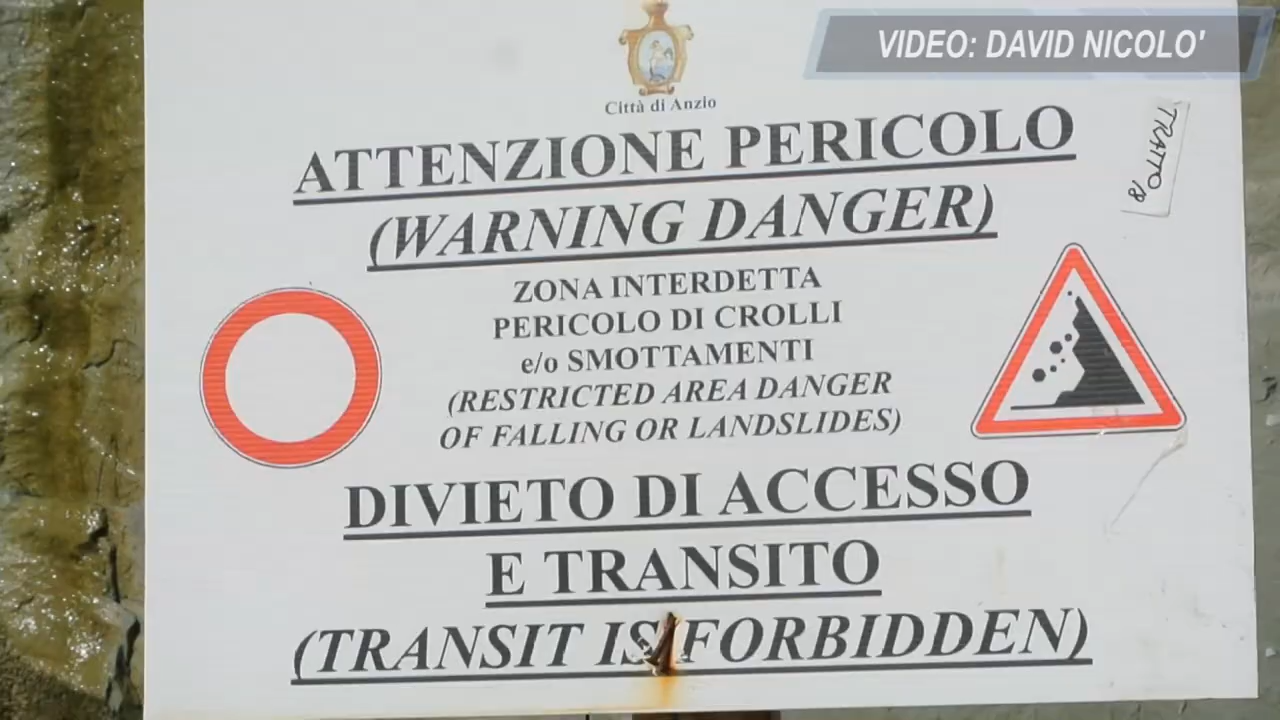 VIDEO: DAVID NICOLO'
Città di Anzio
ATTENZIONE PERICOLO
(WARNING DANGER)
TRATTO 18
ZONA INTERDETTA
PERICOLO DI CROLLI
e/o SMOTTAMENTI
(RESTRICTED AREA DANGER
OF FALLING OR LANDSLIDES)
DIVIETO DI ACCESSO
E TRANSITO
(TRANSIT IS FORBIDDEN)